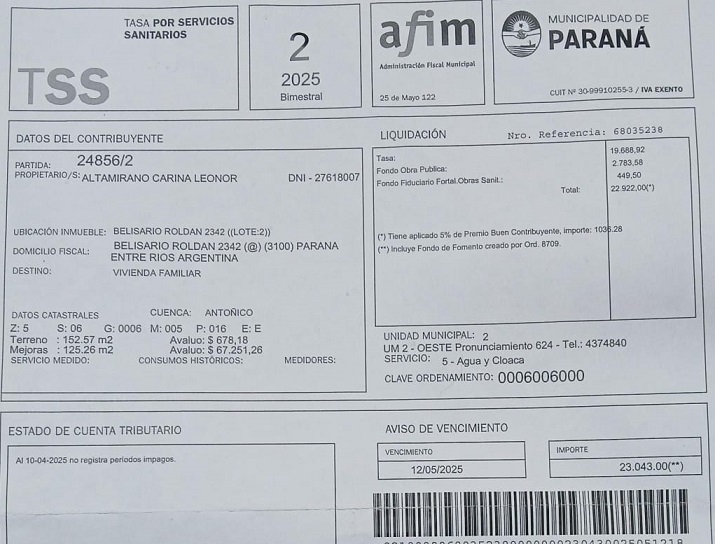 TASA POR SERVICIOS
SANITARIOS
TSS
2
2025
Bimestral
afim
Administración Fiscal Municipal
25 de Mayo 122
MUNICIPALIDAD DE
PARANÁ
CUIT Nº 30-99910255-3 / IVA EXENTO
DATOS DEL CONTRIBUYENTE
PARTIDA: 24856/2
PROPIETARIO/S: ALTAMIRANO CARINA LEONOR DNI - 27618007
UBICACIÓN INMUEBLE: BELISARIO ROLDAN 2342 ((LOTE:2))
DOMICILIO FISCAL: BELISARIO ROLDAN 2342 (@) (3100) PARANA
ENTRE RIOS ARGENTINA
DESTINO: VIVIENDA FAMILIAR
DATOS CATASTRALES CUENCA: ANTOÑICO
Z: 5 S: 06 G: 0006 M: 005 P: 016 E: E
Terreno : 152.57 m2 Avaluo: $ 678,18
Mejoras : 125.26 m2 Avaluo: $ 67.251,26
SERVICIO MEDIDO: CONSUMOS HISTÓRICOS: MEDIDORES:
LIQUIDACIÓN Nro. Referencia: 68035238
Tasa: 19.688,92
Fondo Obra Publica: 2.783,58
Fondo Fiduciario Fortal.Obras Sanit.: 449,50
Total: 22.922,00(*)
(*) Tiene aplicado 5% de Premio Buen Contribuyente, importe: 1036.28
(**) Incluye Fondo de Fomento creado por Ord. 8709.
UNIDAD MUNICIPAL: 2
UM 2 - OESTE Pronunciamiento 624 - Tel.: 4374840
SERVICIO: 5 - Agua y Cloaca
CLAVE ORDENAMIENTO: 0006006000
ESTADO DE CUENTA TRIBUTARIO
Al 10-04-2025 no registra periodos impagos.
AVISO DE VENCIMIENTO
VENCIMIENTO
12/05/2025
IMPORTE
23.043.00(**)